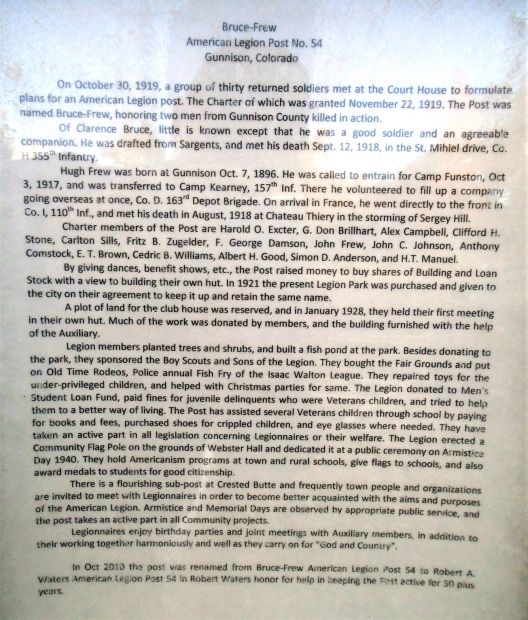 Bruce-Frew
American Legion Post No. 54
Gunnison, Colorado
On October 30, 1919, a group of thirty returned soldiers met at the Court House to formulate
plans for an American Legion post. The Charter of which was granted November 22, 1919. The Post was
named Bruce-Frew, honoring two men from Gunnison County killed in action.
Of Clarence Bruce, little is known except that he was a good soldier and an agreeable
companion. He was drafted from Sargents, and met his death Sept. 12, 1918, in the St. Mihiel drive, Co.
H 355th Infantry.
Hugh Frew was born at Gunnison Oct. 7, 1896. He was called to entrain for Camp Funston, Oct
3, 1917, and was transferred to Camp Kearney, 157th Inf. There he volunteered to fill up a company
going overseas at once, Co. D. 163rd Depot Brigade. On arrival in France, he went directly to the front in
Co. I, 110th Inf., and met his death in August, 1918 at Chateau Thiery in the storming of Sergey Hill.
Charter members of the Post are Harold O. Excter, G. Don Brillhart, Alex Campbell, Clifford H.
Stone, Carlton Sills, Fritz B. Zugelder, F. George Damson, John Frew, John C. Johnson, Anthony
Comstock, E. T. Brown, Cedric B. Williams, Albert H. Good, Simon D. Anderson, and H.T. Manuel.
By giving dances, benefit shows, etc., the Post raised money to buy shares of Building and Loan
Stock with a view to building their own hut. In 1921 the present Legion Park was purchased and given to
the city on their agreement to keep it up and retain the same name.
A plot of land for the club house was reserved, and in January 1928, they held their first meeting
in their own hut. Much of the work was donated by members, and the building furnished with the help
of the Auxiliary.
Legion members planted trees and shrubs, and built a fish pond at the park. Besides donating to
the park, they sponsored the Boy Scouts and Sons of the Legion. They bought the Fair Grounds and put
on Old Time Rodeos, Police annual Fish Fry of the Isaac Walton League. They repaired toys for the
under-privileged children, and helped with Christmas parties for same. The Legion donated to Men's
Student Loan Fund, paid fines for juvenile delinquents who were Veterans children, and tried to help
them to a better way of living. The Post has assisted several Veterans children through school by paying
for books and fees, purchased shoes for crippled children, and eye glasses where needed. They have
taken an active part in all legislation concerning Legionnaires or their welfare. The Legion erected a
Community Flag Pole on the grounds of Webster Hall and dedicated it at a public ceremony on Armistice
Day 1940. They hold Americanism programs at town and rural schools, give flags to schools, and also
award medals to students for good citizenship.
There is a flourishing sub-post at Crested Butte and frequently town people and organizations
are invited to meet with Legionnaires in order to become better acquainted with the aims and purposes
of the American Legion. Armistice and Memorial Days are observed by appropriate public service, and
the post takes an active part in all Community projects.
Legionnaires enjoy birthday parties and joint meetings with Auxiliary members, in addition to
their working together harmoniously and well as they carry on for "God and Country".
In Oct 2010 the post was renamed from Bruce-Frew American Legion Post 54 to Robert A.
Waters American Legion Post 54 in Robert Waters honor for help in keeping the Post active for 30 plus
years.